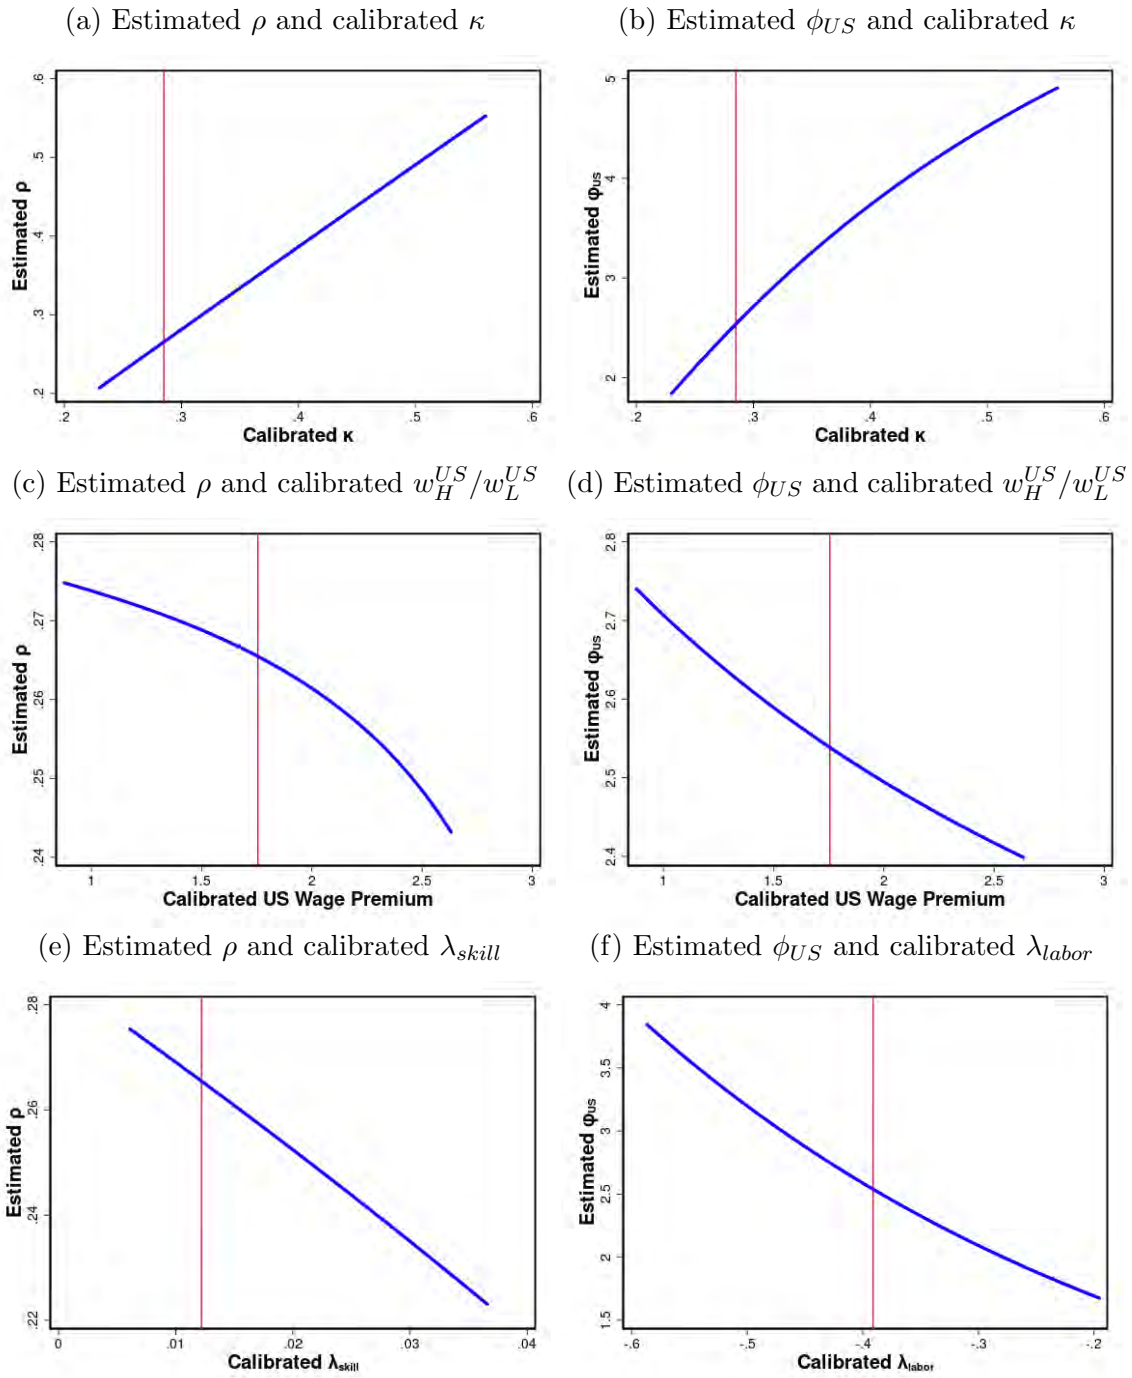 (a) Estimated ρ and calibrated κ
(b) Estimated ϕ_US and calibrated κ
Estimated ρ
.2 .3 .4 .5 .6
.2 .3 .4 .5 .6
Calibrated κ
Estimated φ_US
2 3 4 5
.2 .3 .4 .5 .6
Calibrated κ
(c) Estimated ρ and calibrated w_H^US/w_L^US
(d) Estimated ϕ_US and calibrated w_H^US/w_L^US
Estimated ρ
.24 .25 .26 .27 .28
1 1.5 2 2.5 3
Calibrated US Wage Premium
Estimated φ_US
2.4 2.5 2.6 2.7 2.8
1 1.5 2 2.5 3
Calibrated US Wage Premium
(e) Estimated ρ and calibrated λ_skill
(f) Estimated ϕ_US and calibrated λ_labor
Estimated ρ
.22 .24 .26 .28
0 .01 .02 .03 .04
Calibrated λ_skill
Estimated φ_US
1.5 2 2.5 3 3.5 4
-.6 -.5 -.4 -.3 -.2
Calibrated λ_labor